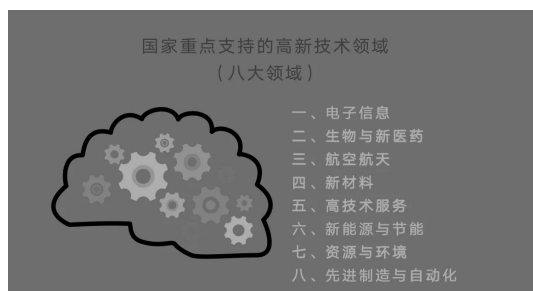 国家重点支持的高新技术领域
（八大领域）
一、电子信息
二、生物与新医药
三、航空航天
四、新材料
五、高技术服务
六、新能源与节能
七、资源与环境
八、先进制造与自动化